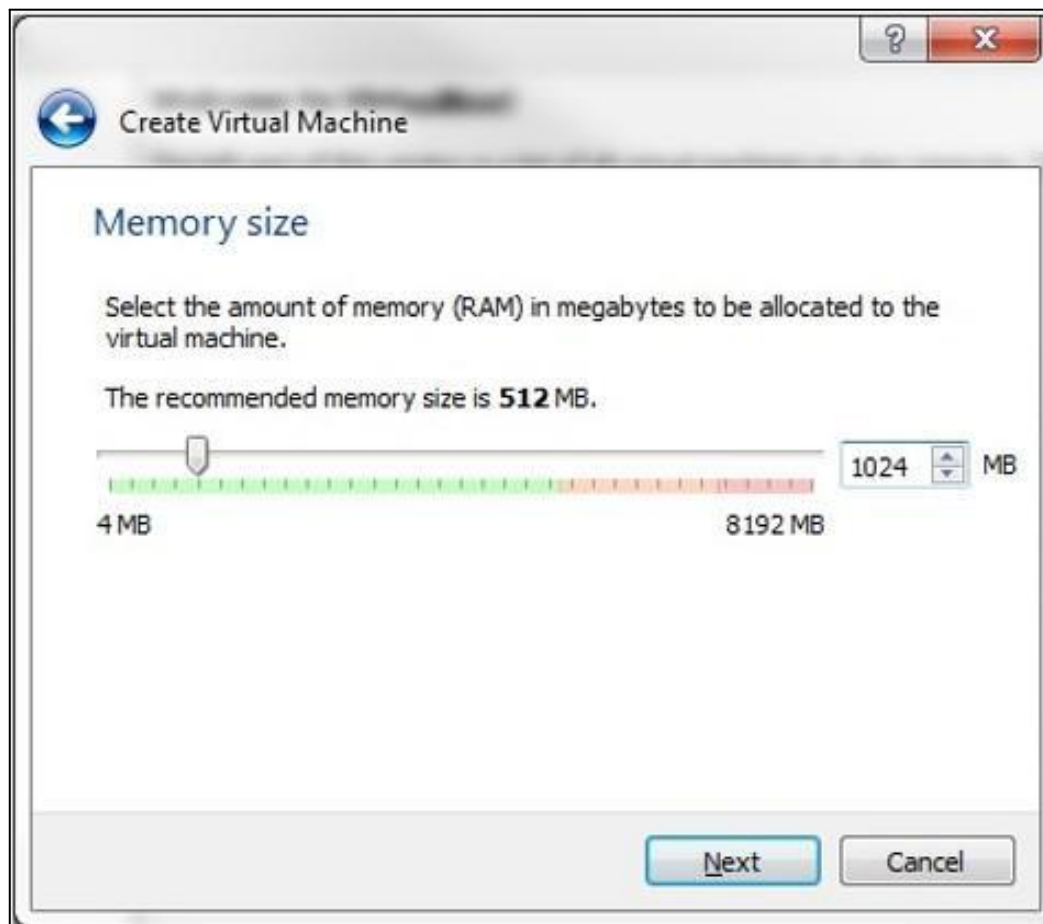 ?
X
Create Virtual Machine
Memory size
Select the amount of memory (RAM) in megabytes to be allocated to the
virtual machine.
The recommended memory size is 512 MB.
1024 MB
4 MB 8192 MB
Next Cancel